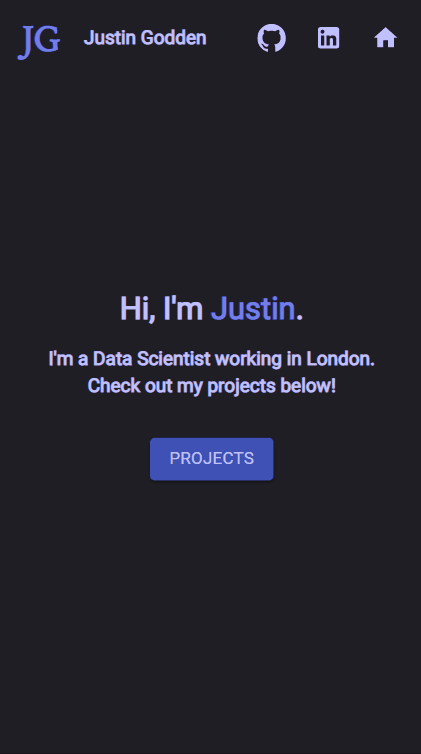 JG Justin Godden
Hi, I'm Justin.
I'm a Data Scientist working in London.
Check out my projects below!
PROJECTS